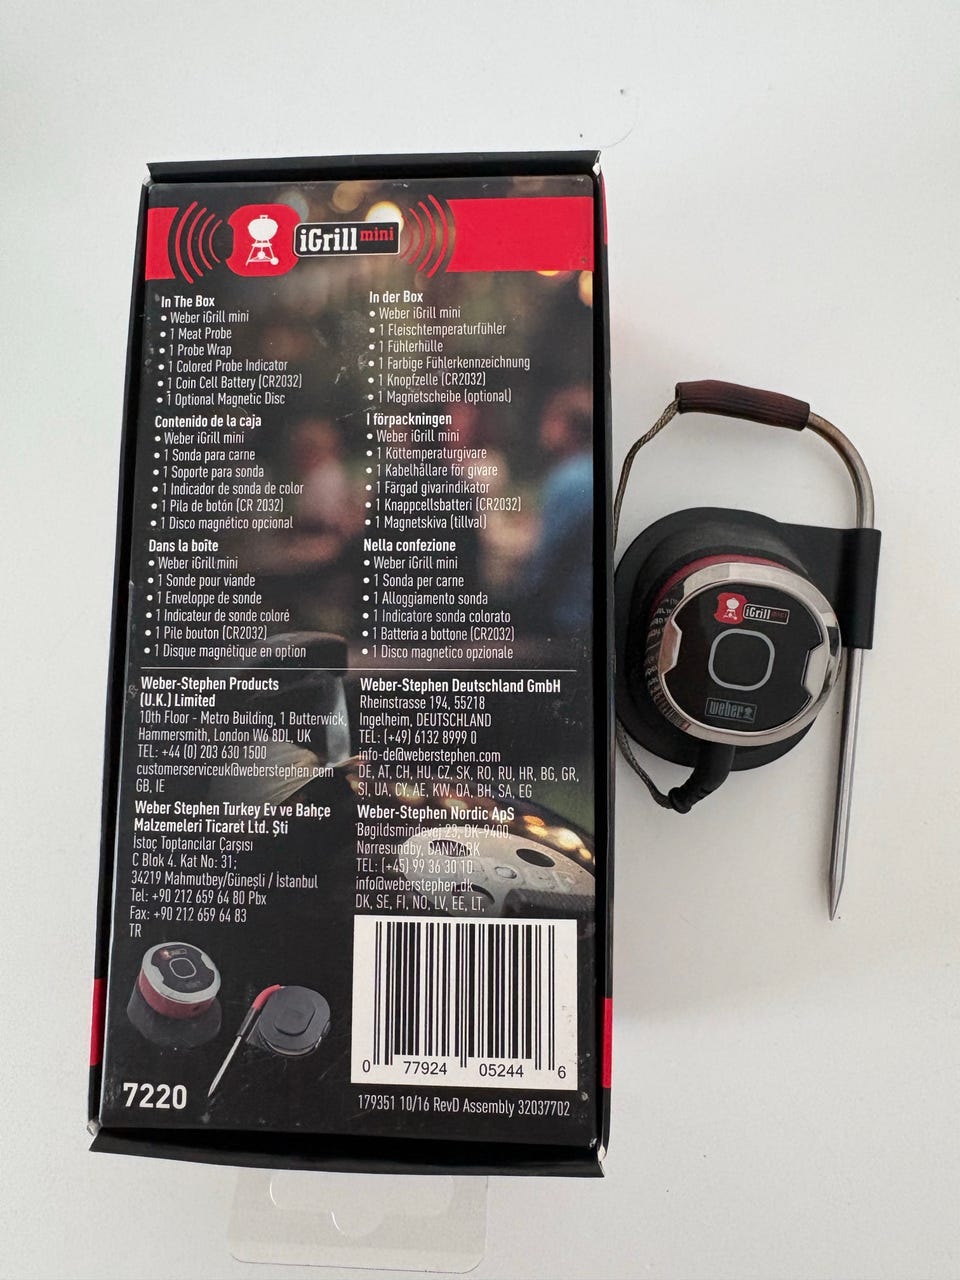 iGrill mini
In The Box
• Weber iGrill mini
• 1 Meat Probe
• 1 Probe Wrap
• 1 Colored Probe Indicator
• 1 Coin Cell Battery (CR2032)
• 1 Optional Magnetic Disc
Contenido de la caja
• Weber iGrill mini
• 1 Sonda para carne
• 1 Soporte para sonda
• 1 Indicador de sonda de color
• 1 Pila de botón (CR 2032)
• 1 Disco magnético opcional
Dans la boîte
• Weber iGrill mini
• 1 Sonde pour viande
• 1 Enveloppe de sonde
• 1 Indicateur de sonde coloré
• 1 Pile bouton (CR2032)
• 1 Disque magnétique en option
In der Box
• Weber iGrill mini
• 1 Fleischtemperaturfühler
• 1 Fühlerhülle
• 1 Farbige Fühlerkennzeichnung
• 1 Knopfzelle (CR2032)
• 1 Magnetscheibe (optional)
I förpackningen
• Weber iGrill mini
• 1 Köttemperaturgivare
• 1 Kabelhållare för givare
• 1 Färgad givarindikator
• 1 Knappcellsbatteri (CR2032)
• 1 Magnetskiva (tillval)
Nella confezione
• Weber iGrill mini
• 1 Sonda per carne
• 1 Alloggiamento sonda
• 1 Indicatore sonda colorato
• 1 Batteria a bottone (CR2032)
• 1 Disco magnetico opzionale
Weber-Stephen Products
(U.K.) Limited
10th Floor - Metro Building, 1 Butterwick,
Hammersmith, London W6 8DL, UK
TEL: +44 (0) 203 630 1500
customerserviceuk@weberstephen.com
GB, IE
Weber Stephen Turkey Ev ve Bahçe
Malzemeleri Ticaret Ltd. Şti
İstoç Toptancılar Çarşısı
C Blok 4. Kat No: 31;
34219 Mahmutbey/Güneşli / İstanbul
Tel: +90 212 659 64 80 Pbx
Fax: +90 212 659 64 83
TR
Weber-Stephen Deutschland GmbH
Rheinstrasse 194, 55218
Ingelheim, DEUTSCHLAND
TEL: (+49) 6132 8999 0
info-de@weberstephen.com
DE, AT, CH, HU, CZ, SK, RO, RU, HR, BG, GR,
SI, UA, CY, AE, KW, QA, BH, SA, EG
Weber-Stephen Nordic ApS
Bøgildsmindevej 23, DK-9400,
Nørresundby, DANMARK
TEL: (+45) 99 36 30 10
info@weberstephen.dk
DK, SE, FI, NO, LV, EE, LT,
0 77924 05244 6
7220
179351 10/16 RevD Assembly 32037702
iGrill mini
weber